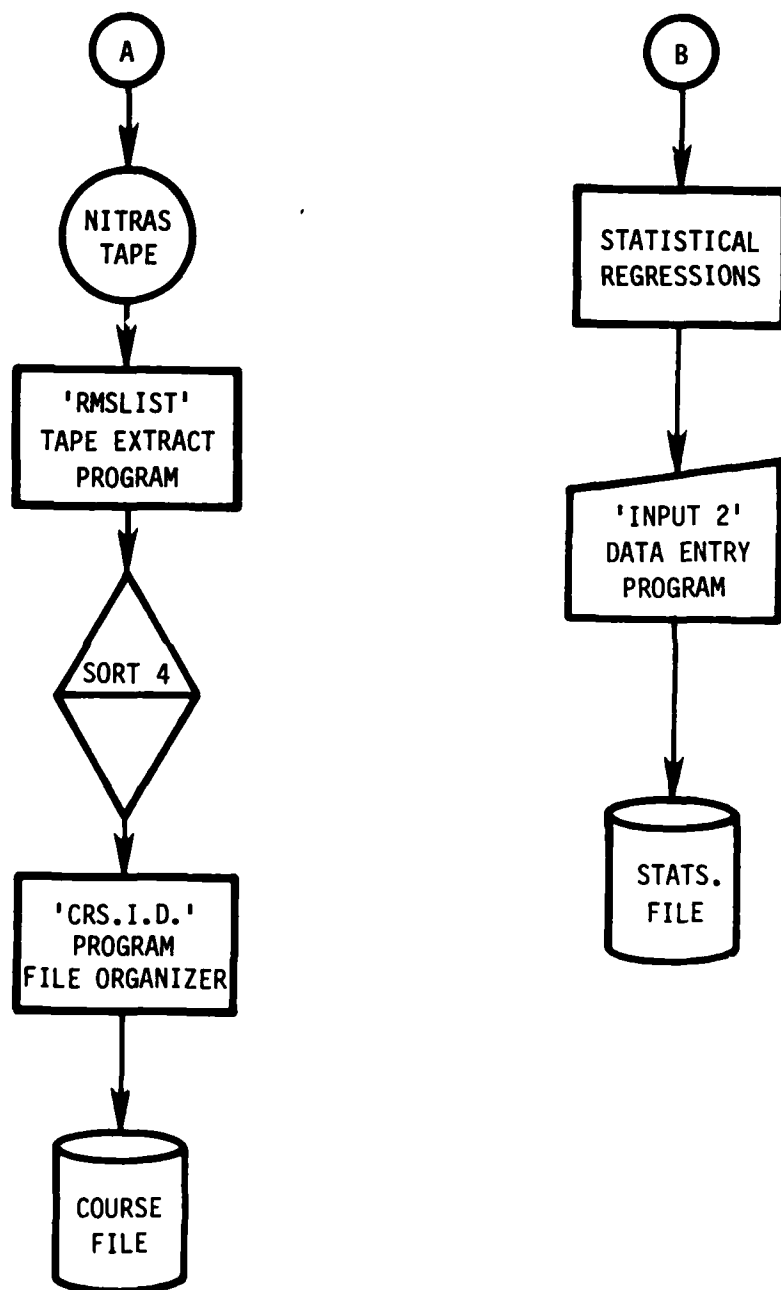 A
NITRAS
TAPE
'RMSLIST'
TAPE EXTRACT
PROGRAM
SORT 4
'CRS.I.D.'
PROGRAM
FILE ORGANIZER
COURSE
FILE
B
STATISTICAL
REGRESSIONS
'INPUT 2'
DATA ENTRY
PROGRAM
STATS.
FILE